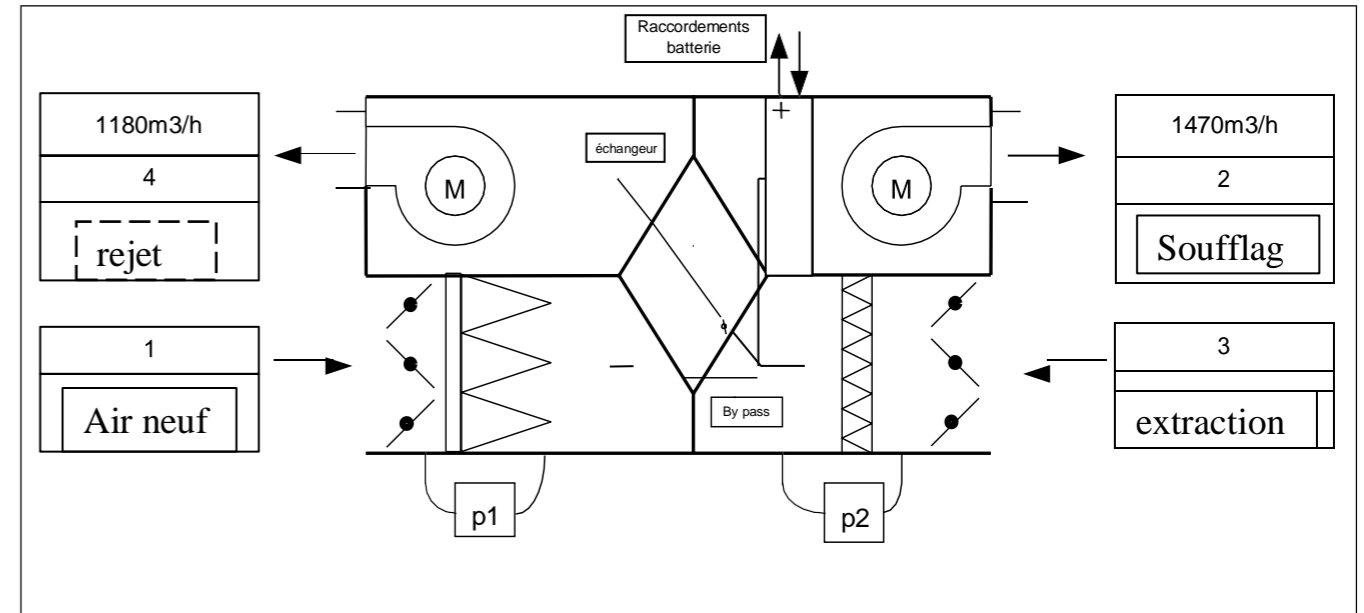 Raccordements
batterie
1180m3/h
4
rejet
1
Air neuf
échangeur
M
+
M
By pass
p1
p2
1470m3/h
2
Soufflag
3
extraction